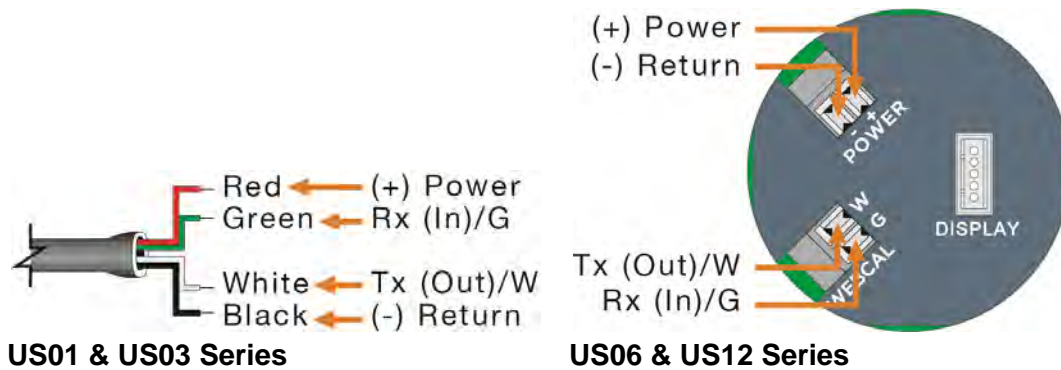 Red (+) Power
Green Rx (In)/G
White Tx (Out)/W
Black (-) Return
US01 & US03 Series
(+) Power
(-) Return
- +
POWER
W
G
DISPLAY
WESCAL
Tx (Out)/W
Rx (In)/G
US06 & US12 Series